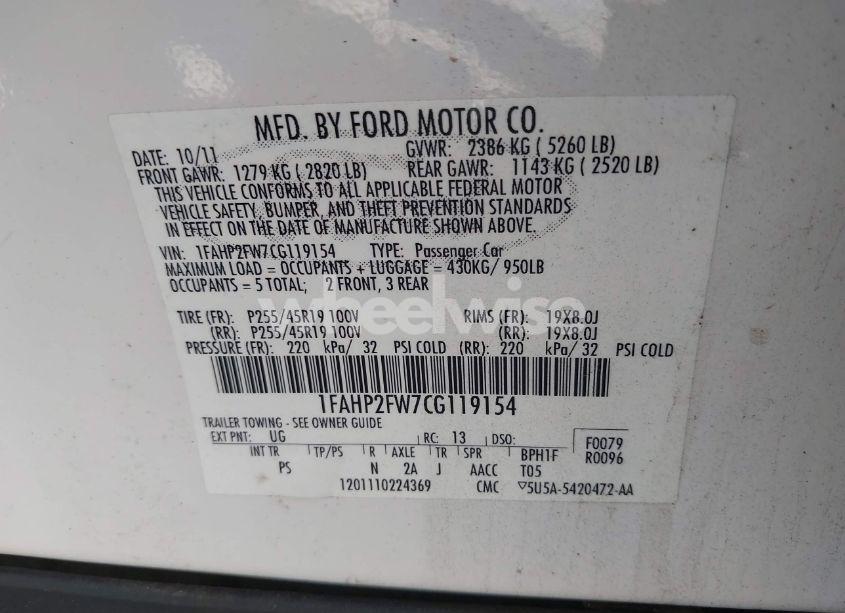 MFD. BY FORD MOTOR CO.
DATE: 10/11 GVWR: 2386 KG ( 5260 LB)
FRONT GAWR: 1279 KG ( 2820 LB) REAR GAWR: 1143 KG ( 2520 LB)
THIS VEHICLE CONFORMS TO ALL APPLICABLE FEDERAL MOTOR
VEHICLE SAFETY, BUMPER, AND THEFT PREVENTION STANDARDS
IN EFFECT ON THE DATE OF MANUFACTURE SHOWN ABOVE.
VIN: 1FAHP2FW7CG119154 TYPE: Passenger Car
MAXIMUM LOAD = OCCUPANTS + LUGGAGE = 430KG/ 950LB
OCCUPANTS = 5 TOTAL; 2 FRONT, 3 REAR
wheelwise
TIRE (FR): P255/45R19 100V RIMS (FR): 19X8.0J
(RR): P255/45R19 100V (RR): 19X8.0J
PRESSURE (FR): 220 kPa/ 32 PSI COLD (RR): 220 kPa/ 32 PSI COLD
1FAHP2FW7CG119154
TRAILER TOWING - SEE OWNER GUIDE
EXT PNT: UG RC: 13 DSO: F0079
INT TR TP/PS R AXLE TR SPR BPH1F R0096
PS N 2A J AACC T05
1201110224369 CMC ▽5U5A-5420472-AA